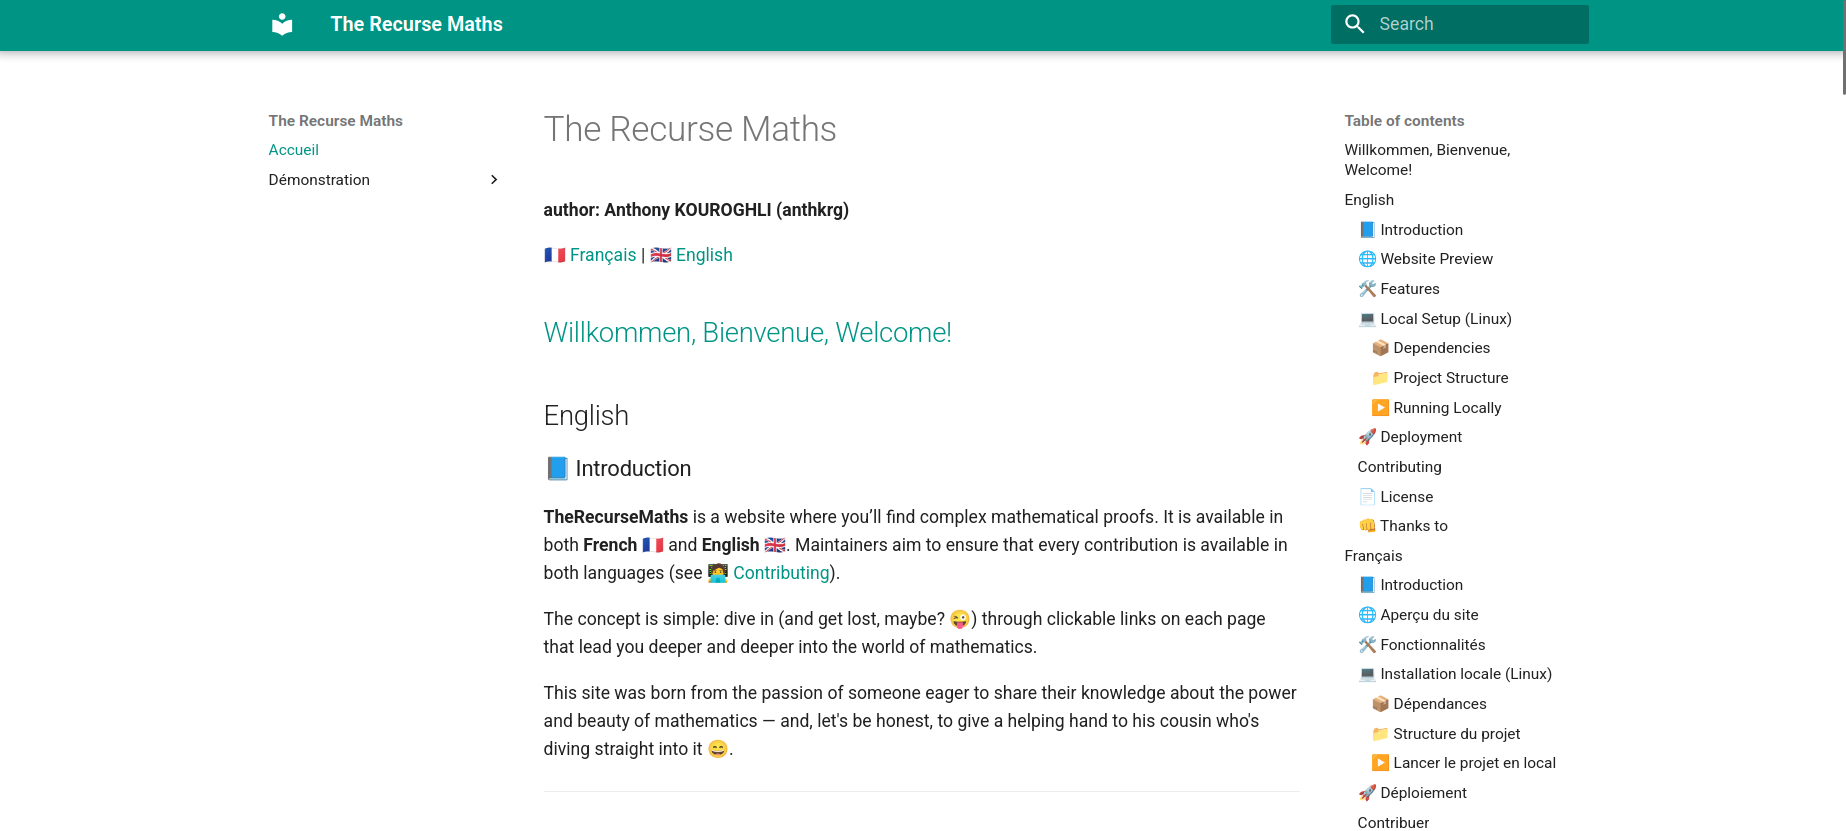 The Recurse Maths
Search
The Recurse Maths
Accueil
Démonstration
The Recurse Maths
author: Anthony KOUROGHLI (anthkrg)
🇫🇷 Français | 🇬🇧 English
Willkommen, Bienvenue, Welcome!
English
📘 Introduction
TheRecurseMaths is a website where you’ll find complex mathematical proofs. It is available in
both French 🇫🇷 and English 🇬🇧. Maintainers aim to ensure that every contribution is available in
both languages (see 🧑‍💻 Contributing).
The concept is simple: dive in (and get lost, maybe? 😜) through clickable links on each page
that lead you deeper and deeper into the world of mathematics.
This site was born from the passion of someone eager to share their knowledge about the power
and beauty of mathematics — and, let's be honest, to give a helping hand to his cousin who's
diving straight into it 😄.
Table of contents
Willkommen, Bienvenue,
Welcome!
English
📘 Introduction
🌐 Website Preview
🛠️ Features
💻 Local Setup (Linux)
📦 Dependencies
📁 Project Structure
▶️ Running Locally
🚀 Deployment
Contributing
📄 License
👊 Thanks to
Français
📘 Introduction
🌐 Aperçu du site
🛠️ Fonctionnalités
💻 Installation locale (Linux)
📦 Dépendances
📁 Structure du projet
▶️ Lancer le projet en local
🚀 Déploiement
Contribuer